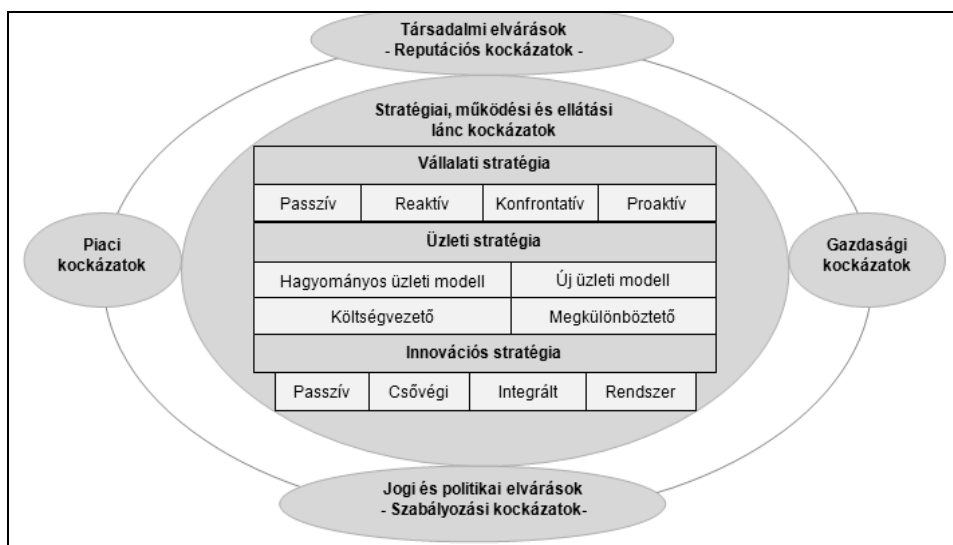 Társadalmi elvárások
- Reputációs kockázatok -
Stratégiai, működési és ellátási
lánc kockázatok
Vállalati stratégia
Passzív Reaktív Konfrontatív Proaktív
Piaci
kockázatok
Üzleti stratégia
Gazdasági
kockázatok
Hagyományos üzleti modell Új üzleti modell
Költségvezető Megkülönböztető
Innovációs stratégia
Passzív Csővégi Integrált Rendszer
Jogi és politikai elvárások
- Szabályozási kockázatok-